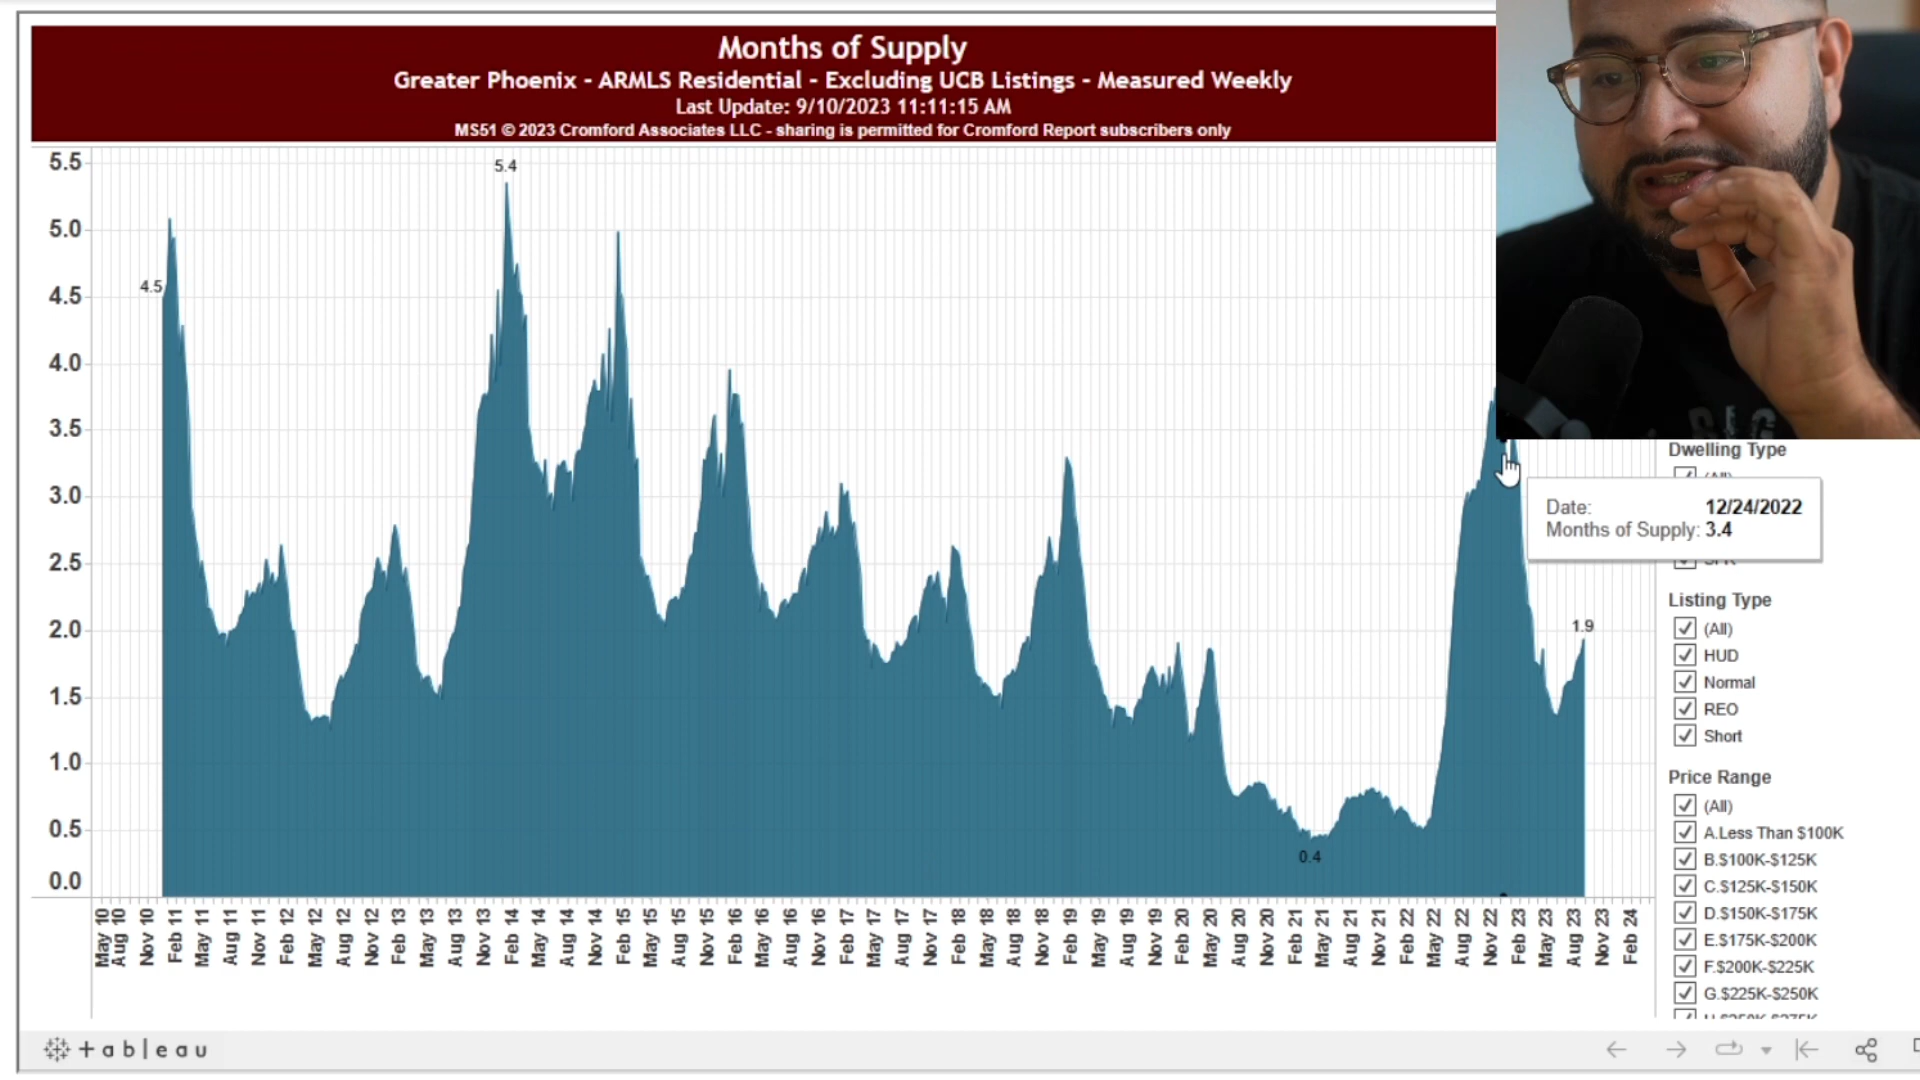 Months of Supply
Greater Phoenix - ARMLS Residential - Excluding UCB Listings - Measured Weekly
Last Update: 9/10/2023 11:11:15 AM
MS51 © 2023 Cromford Associates LLC - sharing is permitted for Cromford Report subscribers only
5.5
5.0
4.5
4.0
3.5
3.0
2.5
2.0
1.5
1.0
0.5
0.0
4.5
5.4
0.4
1.9
May 10
Aug 10
Nov 10
Feb 11
May 11
Aug 11
Nov 11
Feb 12
May 12
Aug 12
Nov 12
Feb 13
May 13
Aug 13
Nov 13
Feb 14
May 14
Aug 14
Nov 14
Feb 15
May 15
Aug 15
Nov 15
Feb 16
May 16
Aug 16
Nov 16
Feb 17
May 17
Aug 17
Nov 17
Feb 18
May 18
Aug 18
Nov 18
Feb 19
May 19
Aug 19
Nov 19
Feb 20
May 20
Aug 20
Nov 20
Feb 21
May 21
Aug 21
Nov 21
Feb 22
May 22
Aug 22
Nov 22
Feb 23
May 23
Aug 23
Nov 23
Feb 24
Dwelling Type
(All)
Date: 12/24/2022
Months of Supply: 3.4
Listing Type
(All)
HUD
Normal
REO
Short
Price Range
(All)
A.Less Than $100K
B.$100K-$125K
C.$125K-$150K
D.$150K-$175K
E.$175K-$200K
F.$200K-$225K
G.$225K-$250K
+ableau